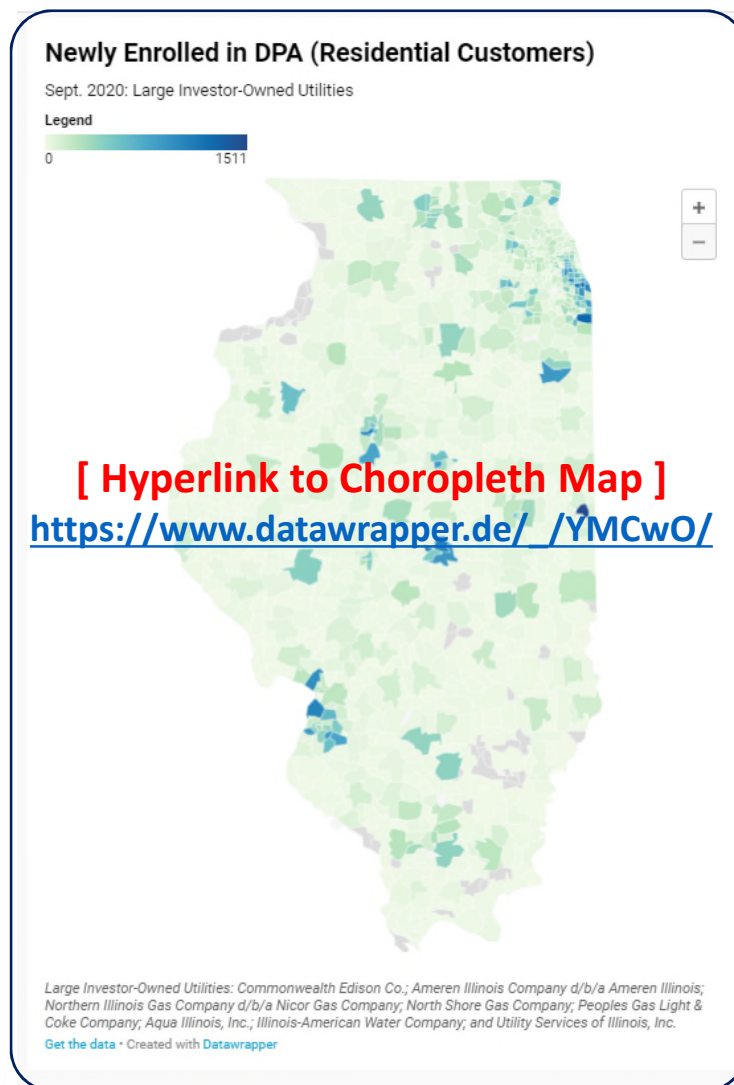 Newly Enrolled in DPA (Residential Customers)
Sept. 2020: Large Investor-Owned Utilities
Legend
0 1511
+
−
[ Hyperlink to Choropleth Map ]
https://www.datawrapper.de/_/YMCwO/
Large Investor-Owned Utilities: Commonwealth Edison Co.; Ameren Illinois Company d/b/a Ameren Illinois;
Northern Illinois Gas Company d/b/a Nicor Gas Company; North Shore Gas Company; Peoples Gas Light &
Coke Company; Aqua Illinois, Inc.; Illinois-American Water Company; and Utility Services of Illinois, Inc.
Get the data • Created with Datawrapper